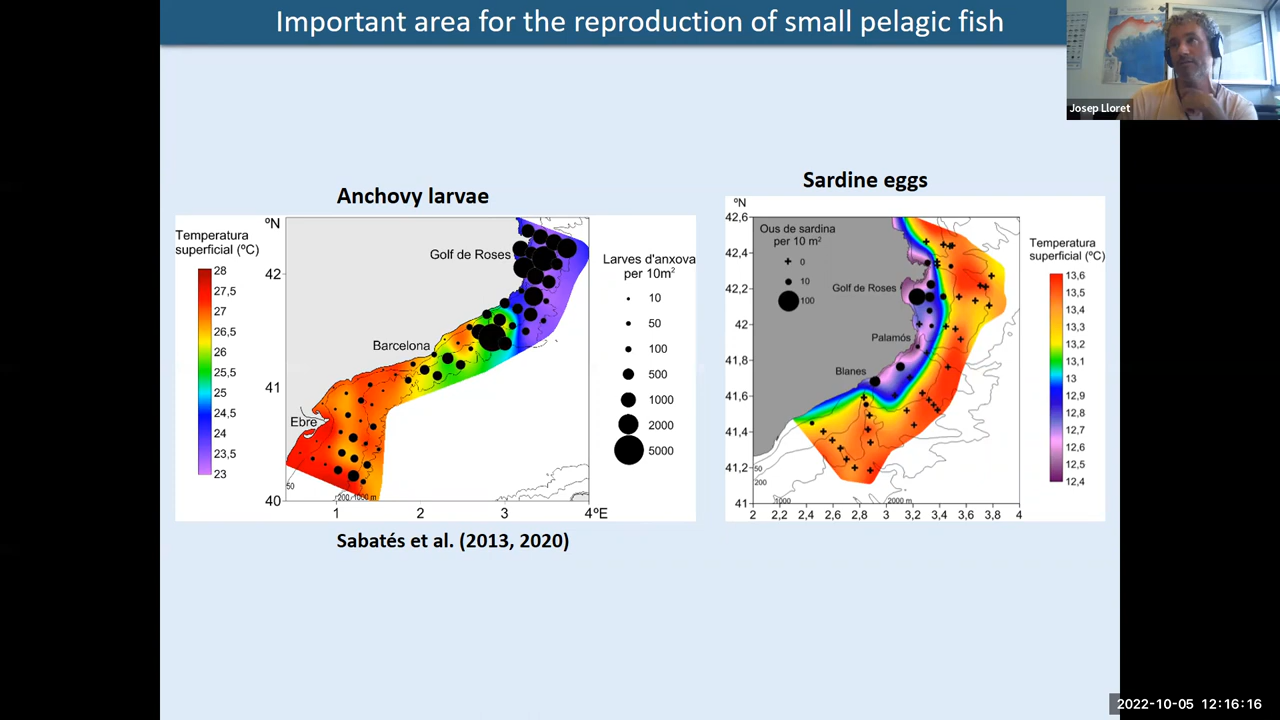 Important area for the reproduction of small pelagic fish
Josep Lloret
Anchovy larvae
Temperatura
superficial (ºC)
28
27,5
27
26,5
26
25,5
25
24,5
24
23,5
23
ºN
42
41
40
Golf de Roses
Barcelona
Ebre
50
200
1000 m
1
2
3
4ºE
Larves d'anxova
per 10m²
10
50
100
500
1000
2000
5000
Sabatés et al. (2013, 2020)
Sardine eggs
ºN
42,6
42,4
42,2
42
41,8
41,6
41,4
41,2
41
Ous de sardina
per 10 m²
0
10
100
Golf de Roses
Palamós
Blanes
50
200
1000
2000 m
2
2,2
2,4
2,6
2,8
3
3,2
3,4
3,6
3,8
4
Temperatura
superficial (ºC)
13,6
13,5
13,4
13,3
13,2
13,1
13
12,9
12,8
12,7
12,6
12,5
12,4
2022-10-05 12:16:16